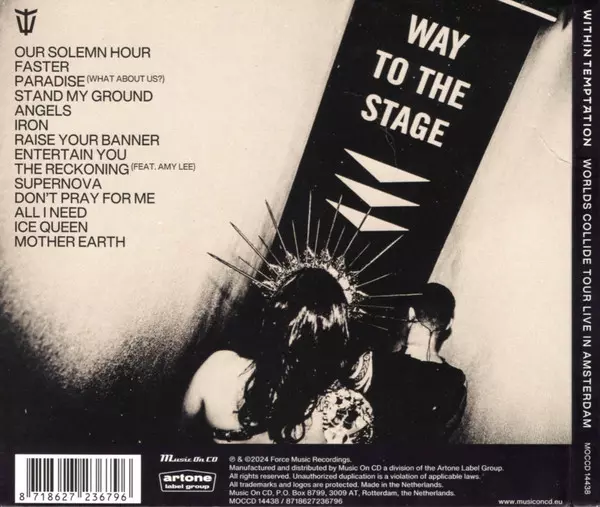 OUR SOLEMN HOUR
FASTER
PARADISE (WHAT ABOUT US?)
STAND MY GROUND
ANGELS
IRON
RAISE YOUR BANNER
ENTERTAIN YOU
THE RECKONING (FEAT. AMY LEE)
SUPERNOVA
DON'T PRAY FOR ME
ALL I NEED
ICE QUEEN
MOTHER EARTH
WAY
TO THE
STAGE
WITHIN TEMPTATION WORLDS COLLIDE TOUR LIVE IN AMSTERDAM MOCCD 14438
8 718627 236796
Music On CD
artone
label group
℗ & ©2024 Force Music Recordings.
Manufactured and distributed by Music On CD a division of the Artone Label Group.
All rights reserved. Unauthorized duplication is a violation of applicable laws.
All trademarks and logos are protected. Made in the Netherlands.
Music On CD, P.O. Box 8799, 3009 AT, Rotterdam, the Netherlands.
MOCCD 14438 / 8718627236796
www.musiconcd.eu